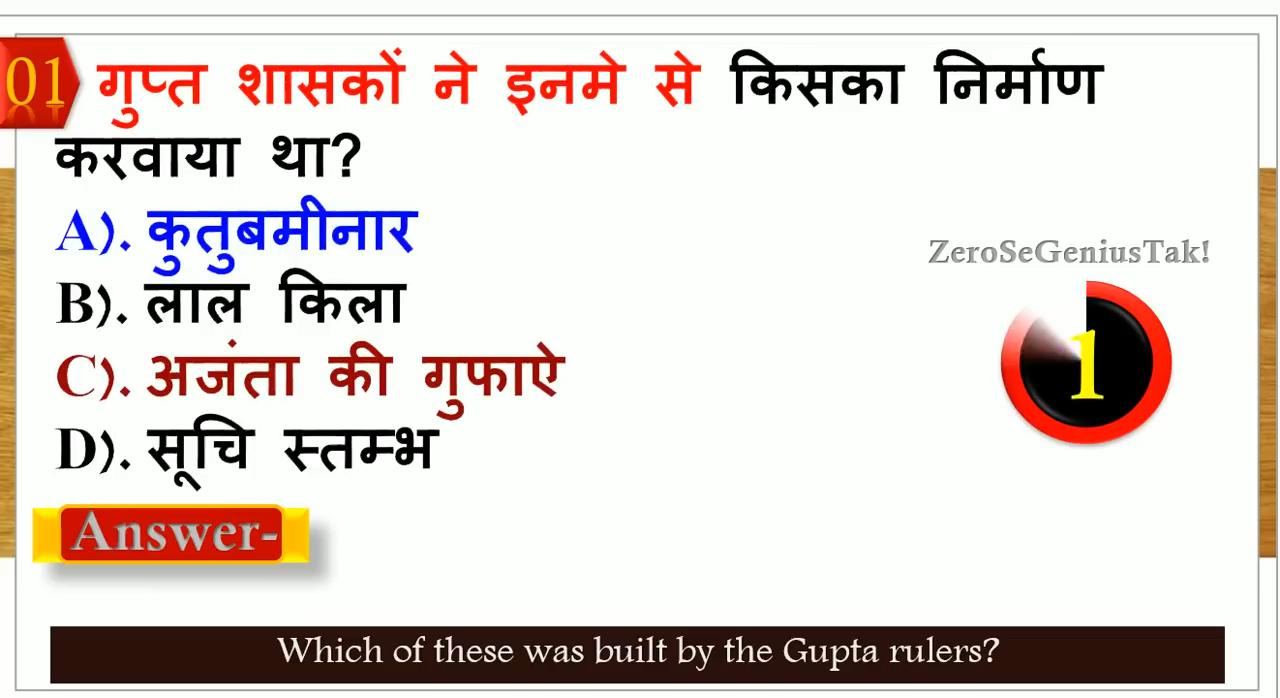 01 गुप्त शासकों ने इनमे से किसका निर्माण
करवाया था?
A). कुतुबमीनार
ZeroSeGeniusTak!
B). लाल किला
1
C). अजंता की गुफाऐ
D). सूचि स्तम्भ
Answer-
Which of these was built by the Gupta rulers?